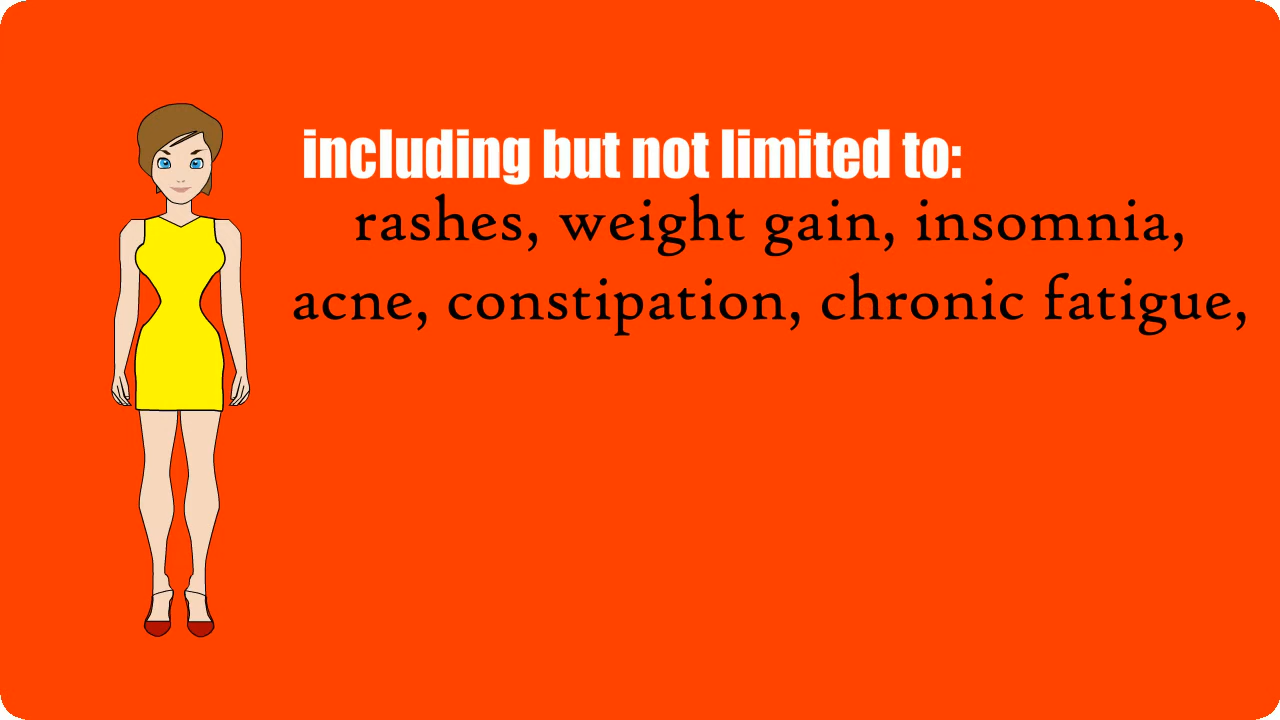 including but not limited to:
rashes, weight gain, insomnia,
acne, constipation, chronic fatigue,